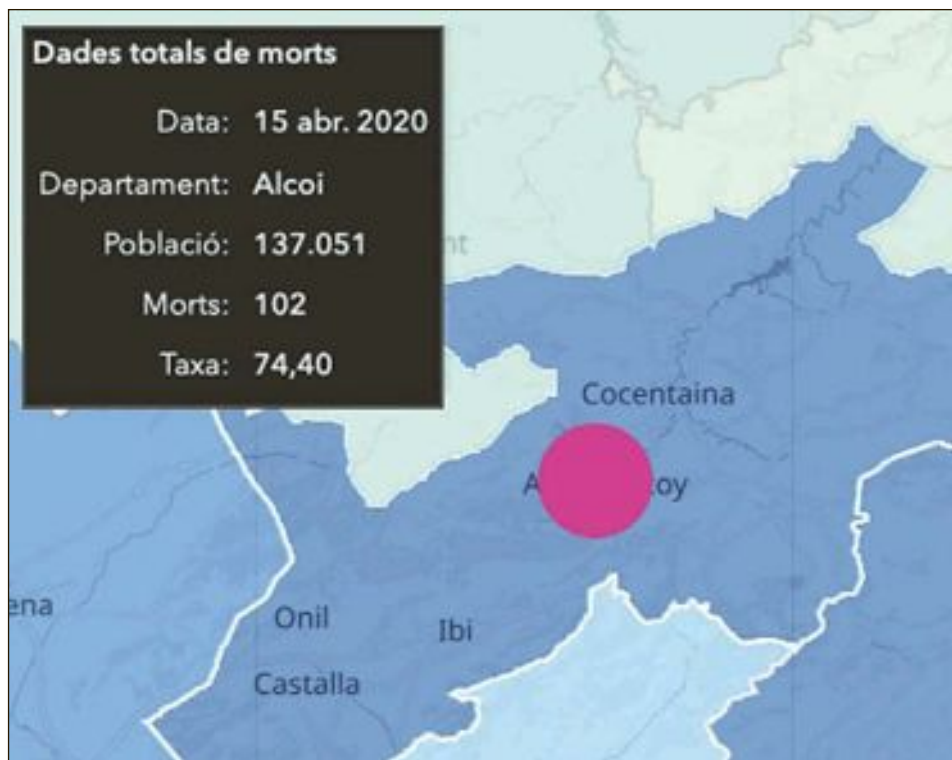 Dades totals de morts
Data: 15 abr. 2020
Departament: Alcoi
Població: 137.051
Morts: 102
Taxa: 74,40
Cocentaina
Onil
Ibi
Castalla